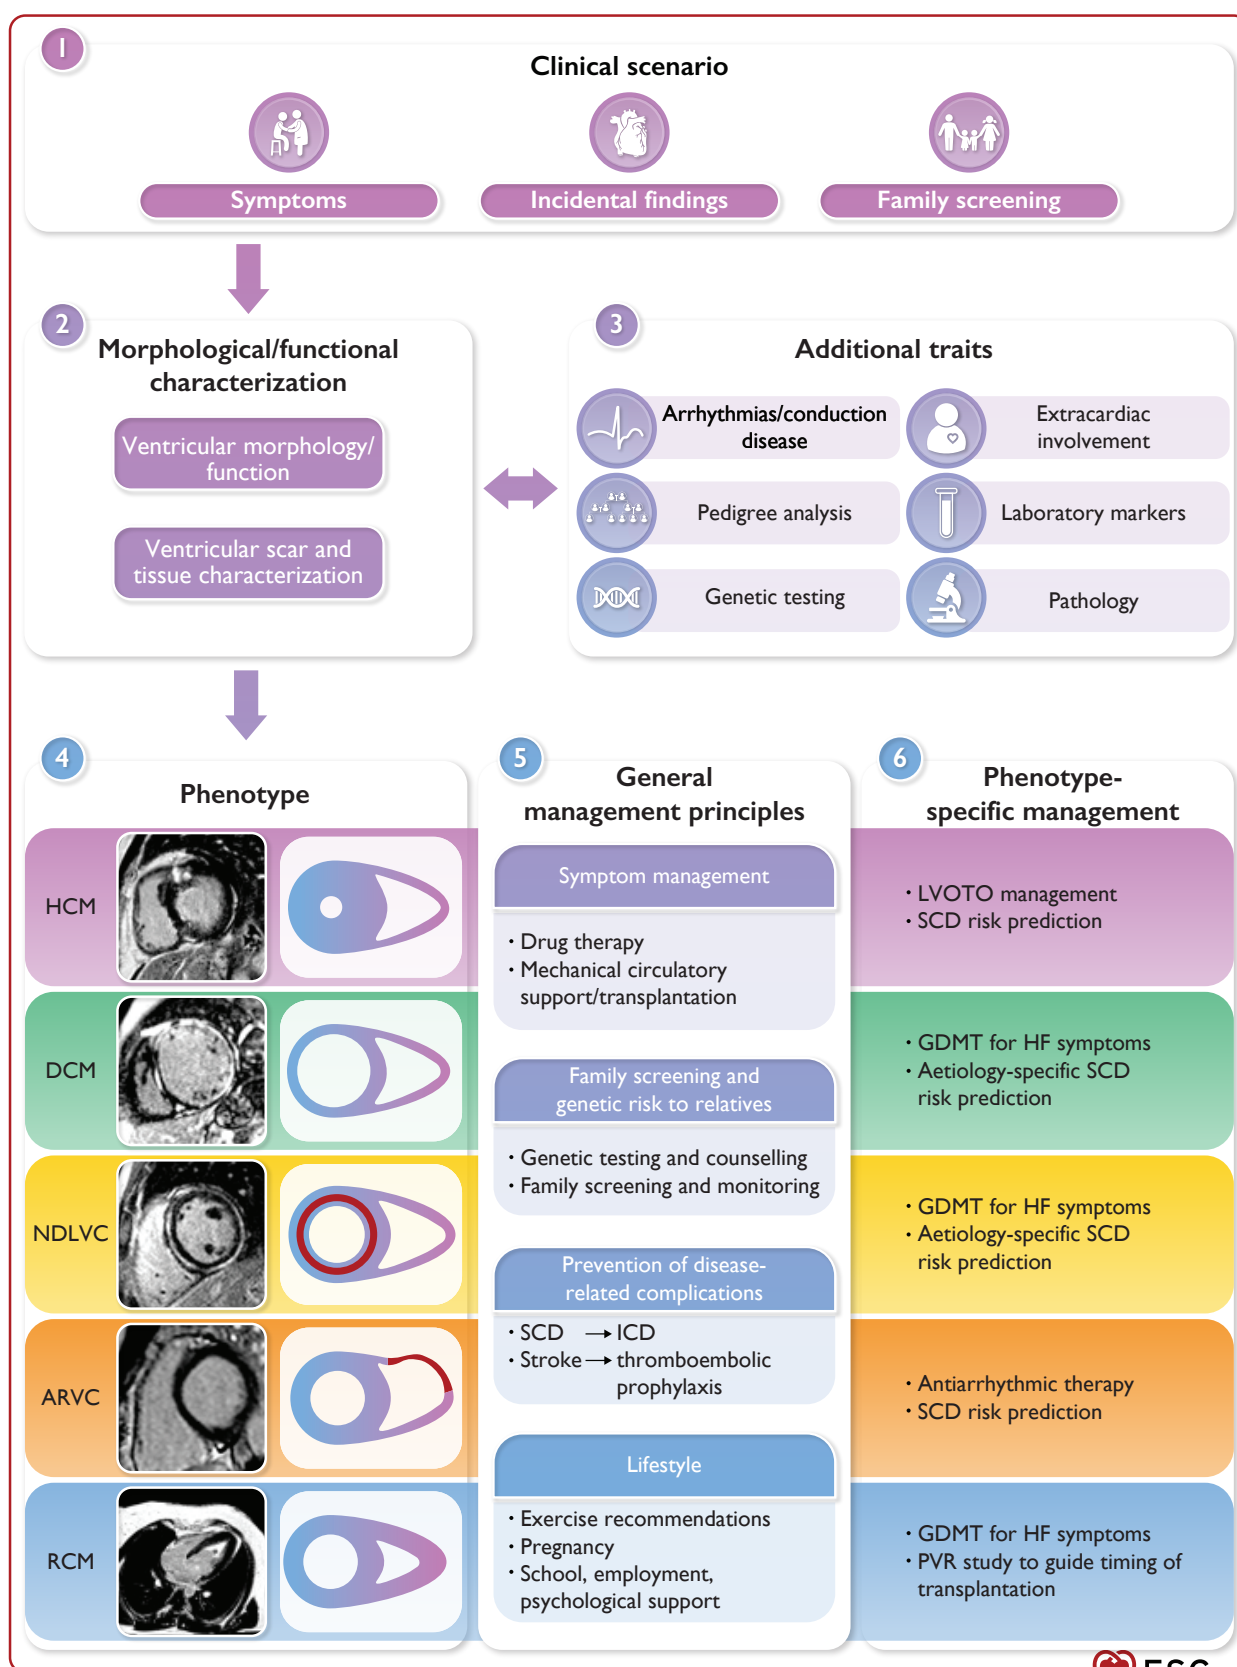 1
Clinical scenario
Symptoms
Incidental findings
Family screening
2
Morphological/functional
characterization
Ventricular morphology/
function
Ventricular scar and
tissue characterization
3
Additional traits
Arrhythmias/conduction
disease
Extracardiac
involvement
Pedigree analysis
Laboratory markers
Genetic testing
Pathology
4
Phenotype
HCM
DCM
NDLVC
ARVC
RCM
5
General
management principles
Symptom management
· Drug therapy
· Mechanical circulatory
support/transplantation
Family screening and
genetic risk to relatives
· Genetic testing and counselling
· Family screening and monitoring
Prevention of disease-
related complications
· SCD → ICD
· Stroke → thromboembolic
prophylaxis
Lifestyle
· Exercise recommendations
· Pregnancy
· School, employment,
psychological support
6
Phenotype-
specific management
· LVOTO management
· SCD risk prediction
· GDMT for HF symptoms
· Aetiology-specific SCD
risk prediction
· GDMT for HF symptoms
· Aetiology-specific SCD
risk prediction
· Antiarrhythmic therapy
· SCD risk prediction
· GDMT for HF symptoms
· PVR study to guide timing of
transplantation
ESC